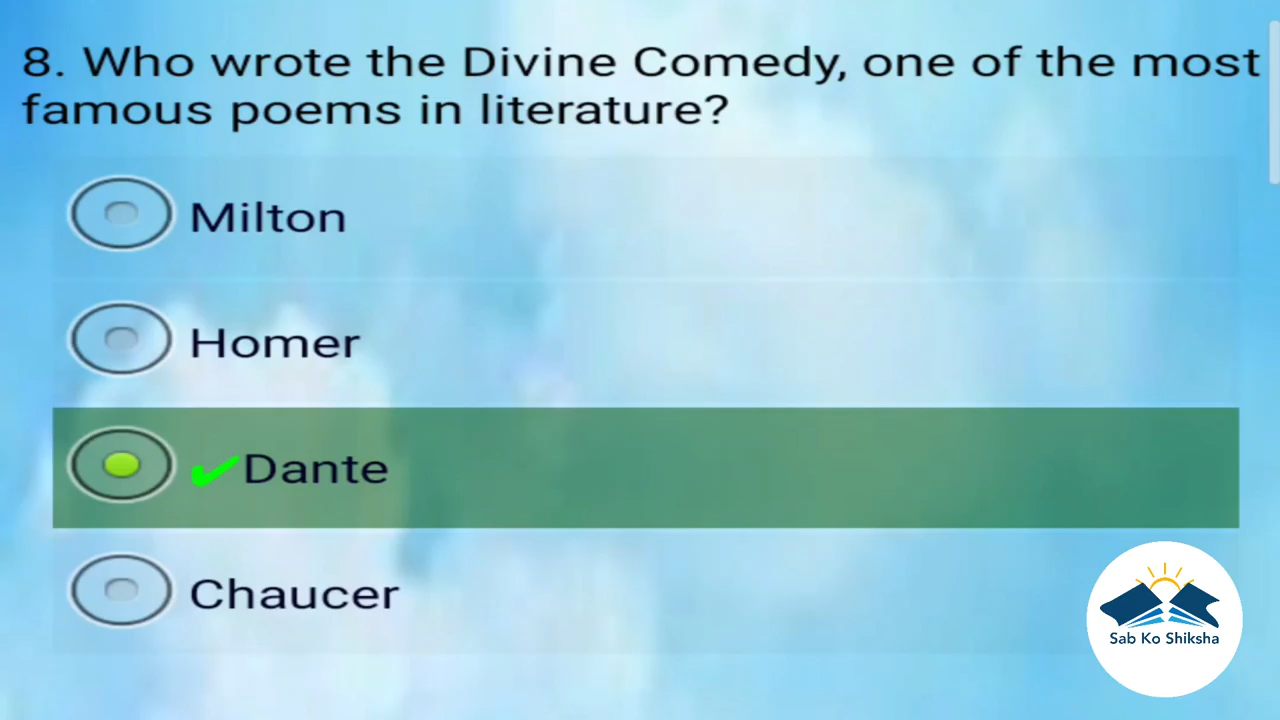 8. Who wrote the Divine Comedy, one of the most
famous poems in literature?
Milton
Homer
✔Dante
Chaucer
Sab Ko Shiksha